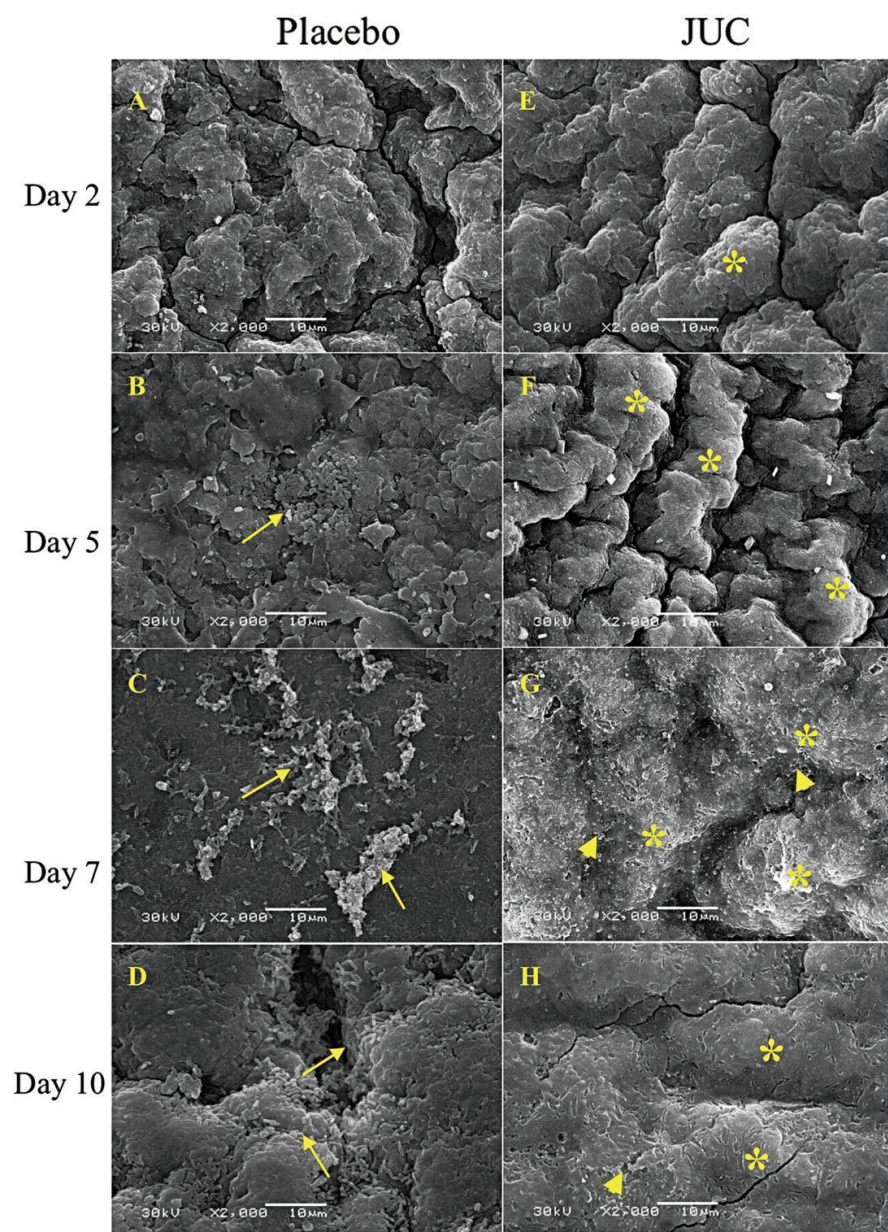 Placebo JUC
Day 2
A
E
*
30kV X2,000 10μm
30kV X2,000 10μm
Day 5
B
F
*
*
*
30kV X2,000 10μm
30kV X2,000 10μm
Day 7
C
G
*
*
*
30kV X2,000 10μm
30kV X2,000 10μm
Day 10
D
H
*
*
30kV X2,000 10μm
30kV X2,000 10μm